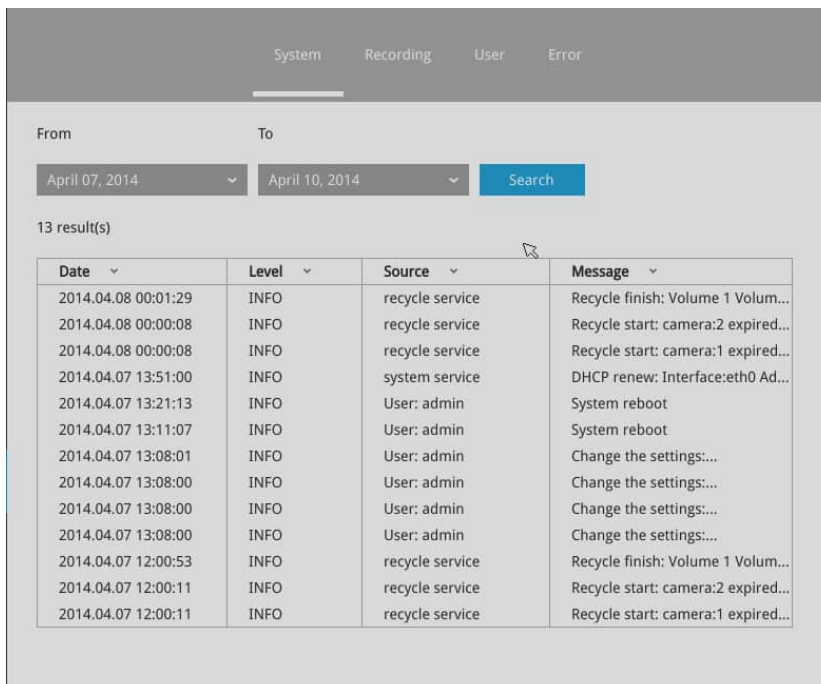 System Recording User Error
From To
April 07, 2014 April 10, 2014 Search
13 result(s)
Date Level Source Message
2014.04.08 00:01:29 INFO recycle service Recycle finish: Volume 1 Volum...
2014.04.08 00:00:08 INFO recycle service Recycle start: camera:2 expired...
2014.04.08 00:00:08 INFO recycle service Recycle start: camera:1 expired...
2014.04.07 13:51:00 INFO system service DHCP renew: Interface:eth0 Ad...
2014.04.07 13:21:13 INFO User: admin System reboot
2014.04.07 13:11:07 INFO User: admin System reboot
2014.04.07 13:08:01 INFO User: admin Change the settings:...
2014.04.07 13:08:00 INFO User: admin Change the settings:...
2014.04.07 13:08:00 INFO User: admin Change the settings:...
2014.04.07 13:08:00 INFO User: admin Change the settings:...
2014.04.07 12:00:53 INFO recycle service Recycle finish: Volume 1 Volum...
2014.04.07 12:00:11 INFO recycle service Recycle start: camera:2 expired...
2014.04.07 12:00:11 INFO recycle service Recycle start: camera:1 expired...